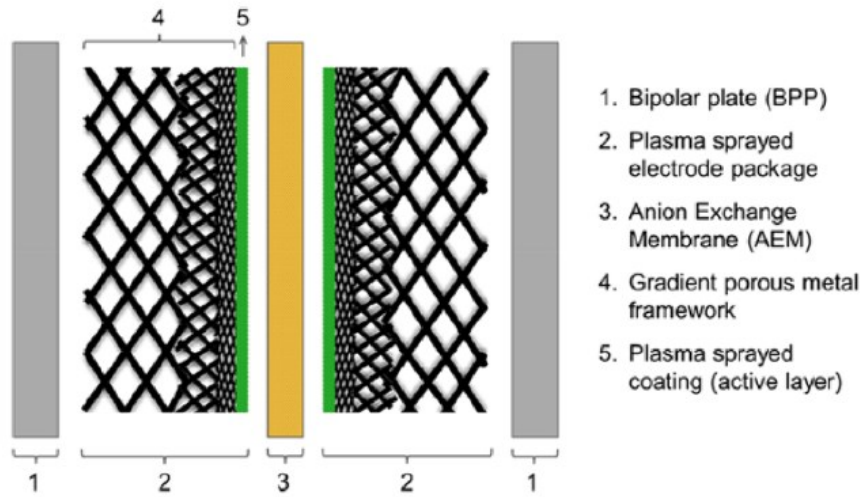 4
5
1. Bipolar plate (BPP)
2. Plasma sprayed
electrode package
3. Anion Exchange
Membrane (AEM)
4. Gradient porous metal
framework
5. Plasma sprayed
coating (active layer)
1
2
3
2
1